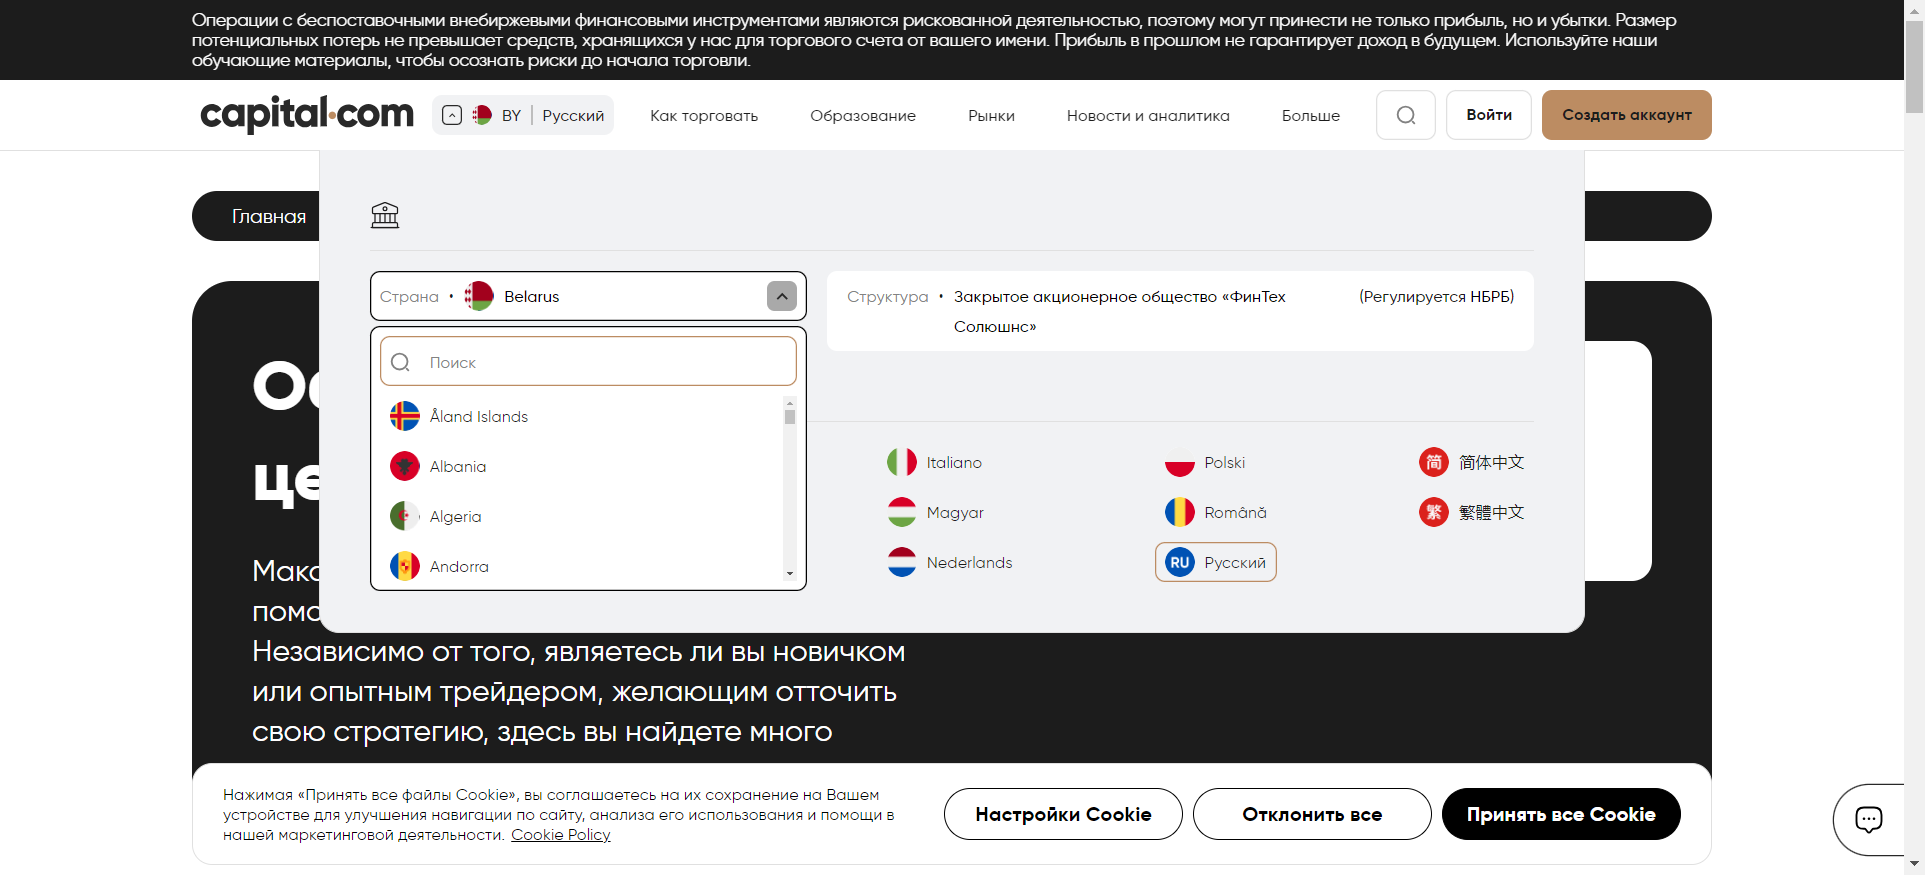 Операции с беспоставочными внебиржевыми финансовыми инструментами являются рискованной деятельностью, поэтому могут принести не только прибыль, но и убытки. Размер
потенциальных потерь не превышает средств, хранящихся у нас для торгового счета от вашего имени. Прибыль в прошлом не гарантирует доход в будущем. Используйте наши
обучающие материалы, чтобы осознать риски до начала торговли.
capital.com
BY Русский
Как торговать
Образование
Рынки
Новости и аналитика
Больше
Войти
Создать аккаунт
Главная
Страна • Belarus
Структура • Закрытое акционерное общество «ФинТех
Солюшнс»
(Регулируется НБРБ)
Поиск
Åland Islands
Albania
Algeria
Andorra
Italiano
Magyar
Nederlands
Polski
Română
RU Русский
简 简体中文
繁 繁體中文
Независимо от того, являетесь ли вы новичком
или опытным трейдером, желающим отточить
свою стратегию, здесь вы найдете много
Нажимая «Принять все файлы Cookie», вы соглашаетесь на их сохранение на Вашем
устройстве для улучшения навигации по сайту, анализа его использования и помощи в
нашей маркетинговой деятельности. Cookie Policy
Настройки Cookie
Отклонить все
Принять все Cookie